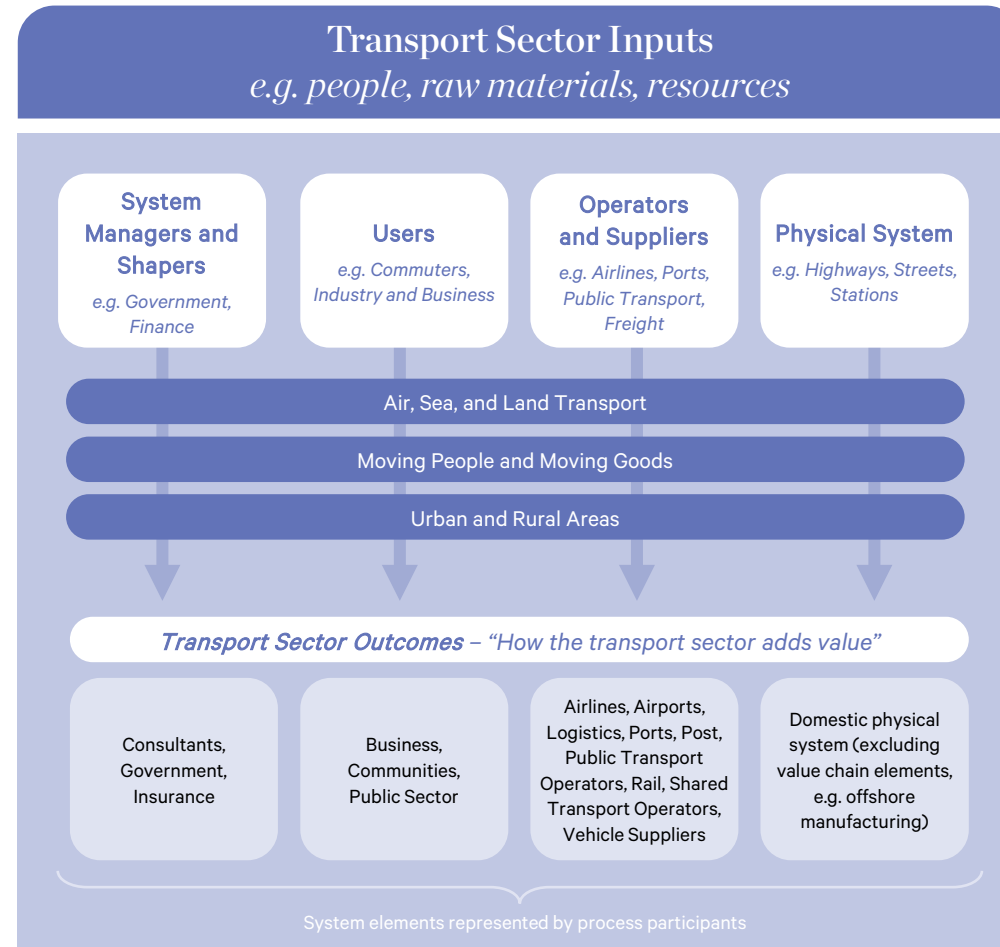 Transport Sector Inputs
e.g. people, raw materials, resources
System
Managers and
Shapers
e.g. Government,
Finance
Users
e.g. Commuters,
Industry and Business
Operators
and Suppliers
e.g. Airlines, Ports,
Public Transport,
Freight
Physical System
e.g. Highways, Streets,
Stations
Air, Sea, and Land Transport
Moving People and Moving Goods
Urban and Rural Areas
Transport Sector Outcomes – “How the transport sector adds value”
Consultants,
Government,
Insurance
Business,
Communities,
Public Sector
Airlines, Airports,
Logistics, Ports, Post,
Public Transport
Operators, Rail, Shared
Transport Operators,
Vehicle Suppliers
Domestic physical
system (excluding
value chain elements,
e.g. offshore
manufacturing)
System elements represented by process participants